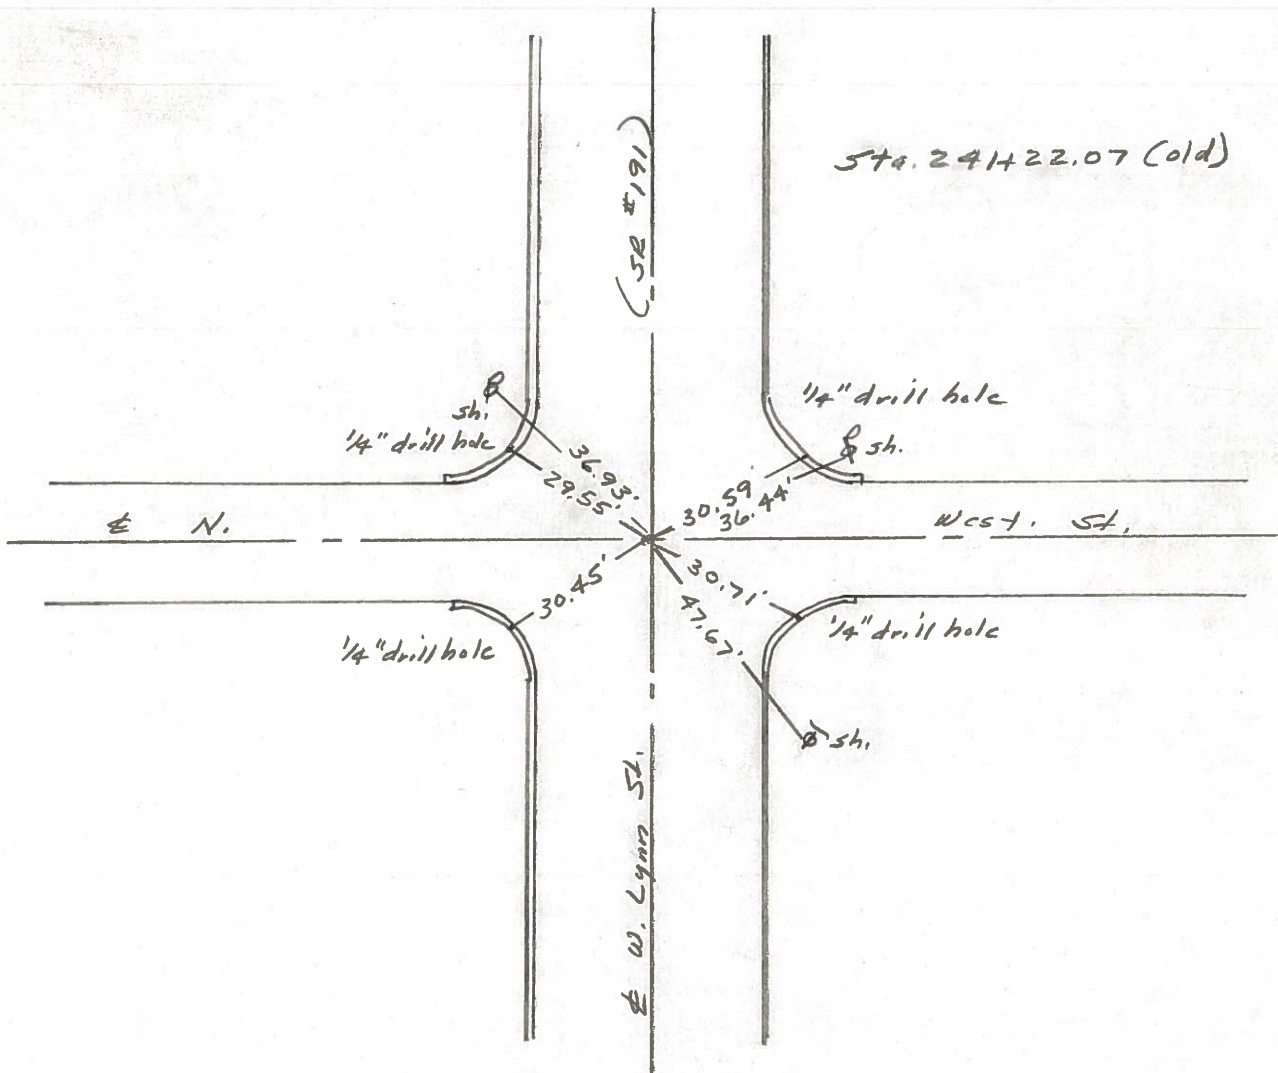 (SR #191)
Sta. 241+22.07 (old)
sh.
1/4" drill hole
36.93'
29.55'
1/4" drill hole
sh.
30.59'
36.44'
℄ N.
West. St.
30.45'
30.71'
47.67'
1/4" drill hole
1/4" drill hole
sh.
℄ W. Lynn St.